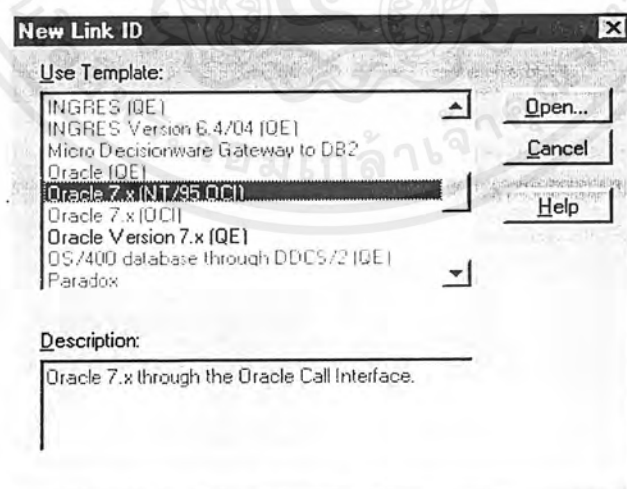 New Link ID
Use Template:
INGRES (QE)
INGRES Version 6.4/04 (QE)
Micro Decisionware Gateway to DB2
Oracle (QE)
Oracle 7.x (NT/95 OCI)
Oracle 7.x (OCI)
Oracle Version 7.x (QE)
OS/400 database through DDCS/2 (QE)
Paradox
Open...
Cancel
Help
Description:
Oracle 7.x through the Oracle Call Interface.